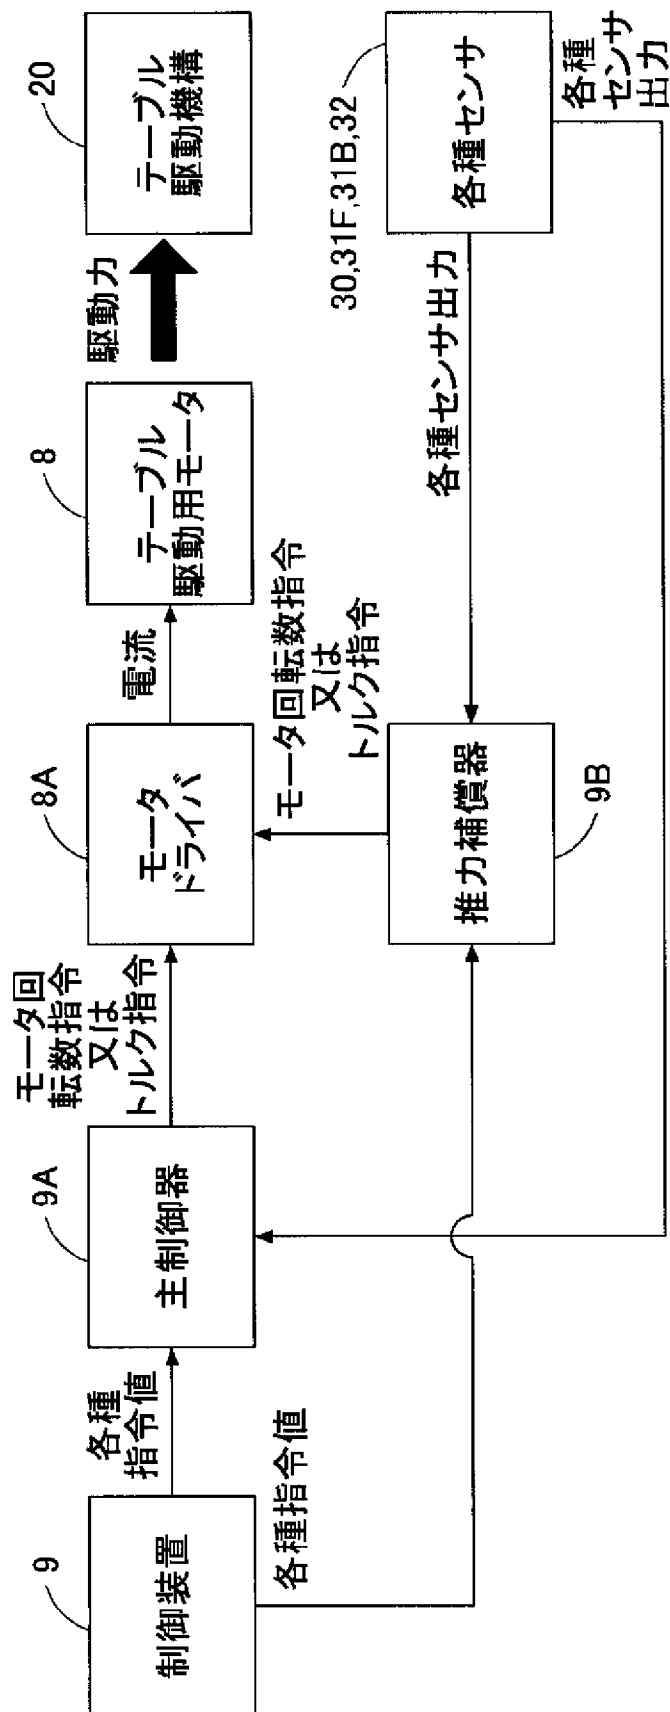 9
制御装置
各種
指令値
各種指令値
9A
主制御器
モータ回
転数指令
又は
トルク指令
8A
モータ
ドライバ
電流
モータ回転数指令
又は
トルク指令
推力補償器
9B
8
テーブル
駆動用モータ
駆動力
20
テーブル
駆動機構
各種センサ出力
30,31F,31B,32
各種センサ
各種
センサ
出力